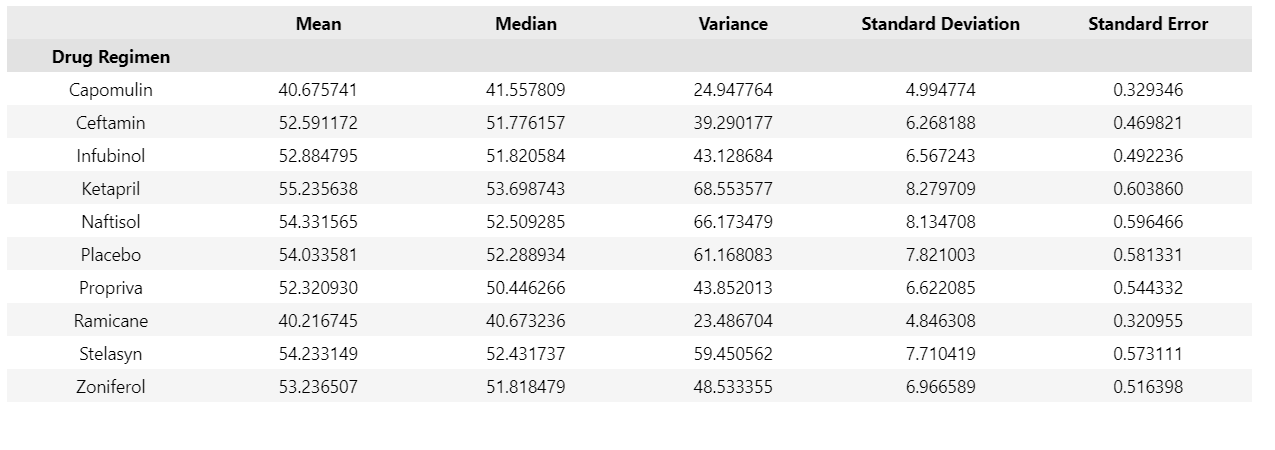 Mean Median Variance Standard Deviation Standard Error
Drug Regimen
Capomulin 40.675741 41.557809 24.947764 4.994774 0.329346
Ceftamin 52.591172 51.776157 39.290177 6.268188 0.469821
Infubinol 52.884795 51.820584 43.128684 6.567243 0.492236
Ketapril 55.235638 53.698743 68.553577 8.279709 0.603860
Naftisol 54.331565 52.509285 66.173479 8.134708 0.596466
Placebo 54.033581 52.288934 61.168083 7.821003 0.581331
Propriva 52.320930 50.446266 43.852013 6.622085 0.544332
Ramicane 40.216745 40.673236 23.486704 4.846308 0.320955
Stelasyn 54.233149 52.431737 59.450562 7.710419 0.573111
Zoniferol 53.236507 51.818479 48.533355 6.966589 0.516398